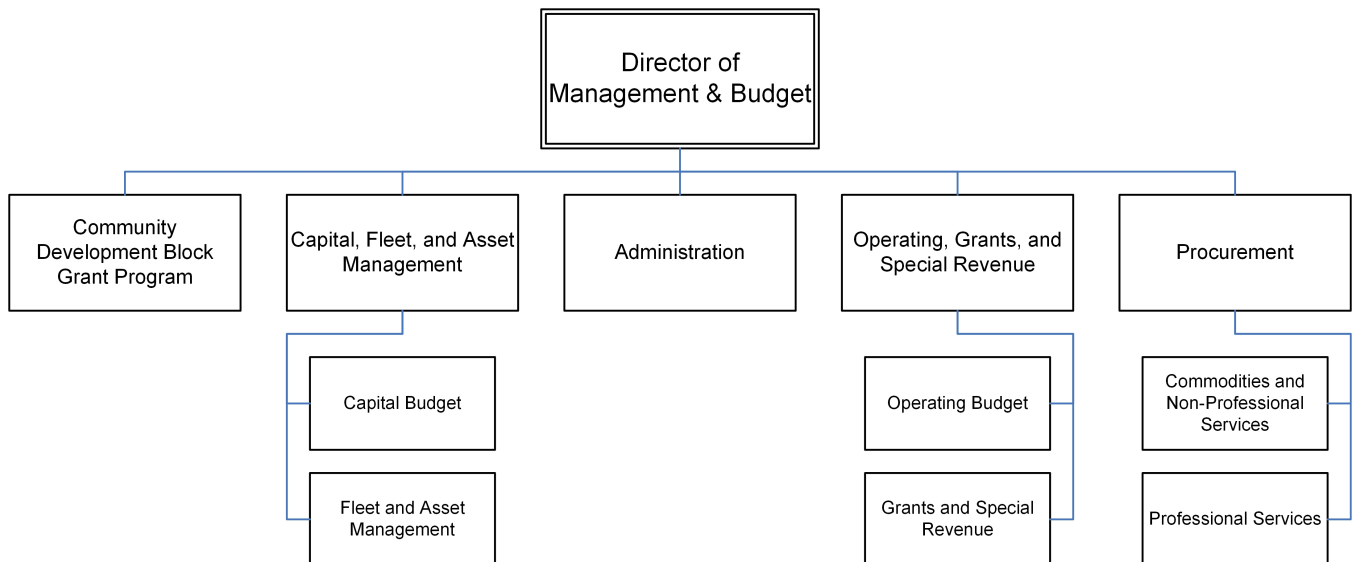 Director of
Management & Budget
Community
Development Block
Grant Program
Capital, Fleet, and Asset
Management
Administration
Operating, Grants, and
Special Revenue
Procurement
Capital Budget
Operating Budget
Commodities and
Non-Professional
Services
Fleet and Asset
Management
Grants and Special
Revenue
Professional Services